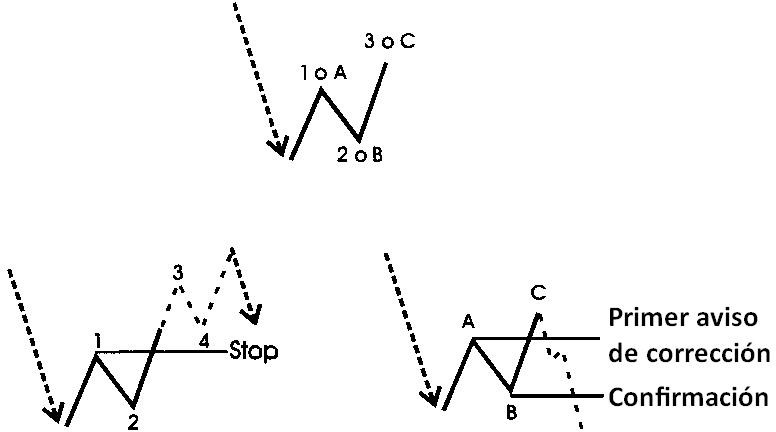 3 o C
1 o A
2 o B
3
1
4
Stop
2
C
A
Primer aviso
de corrección
B
Confirmación